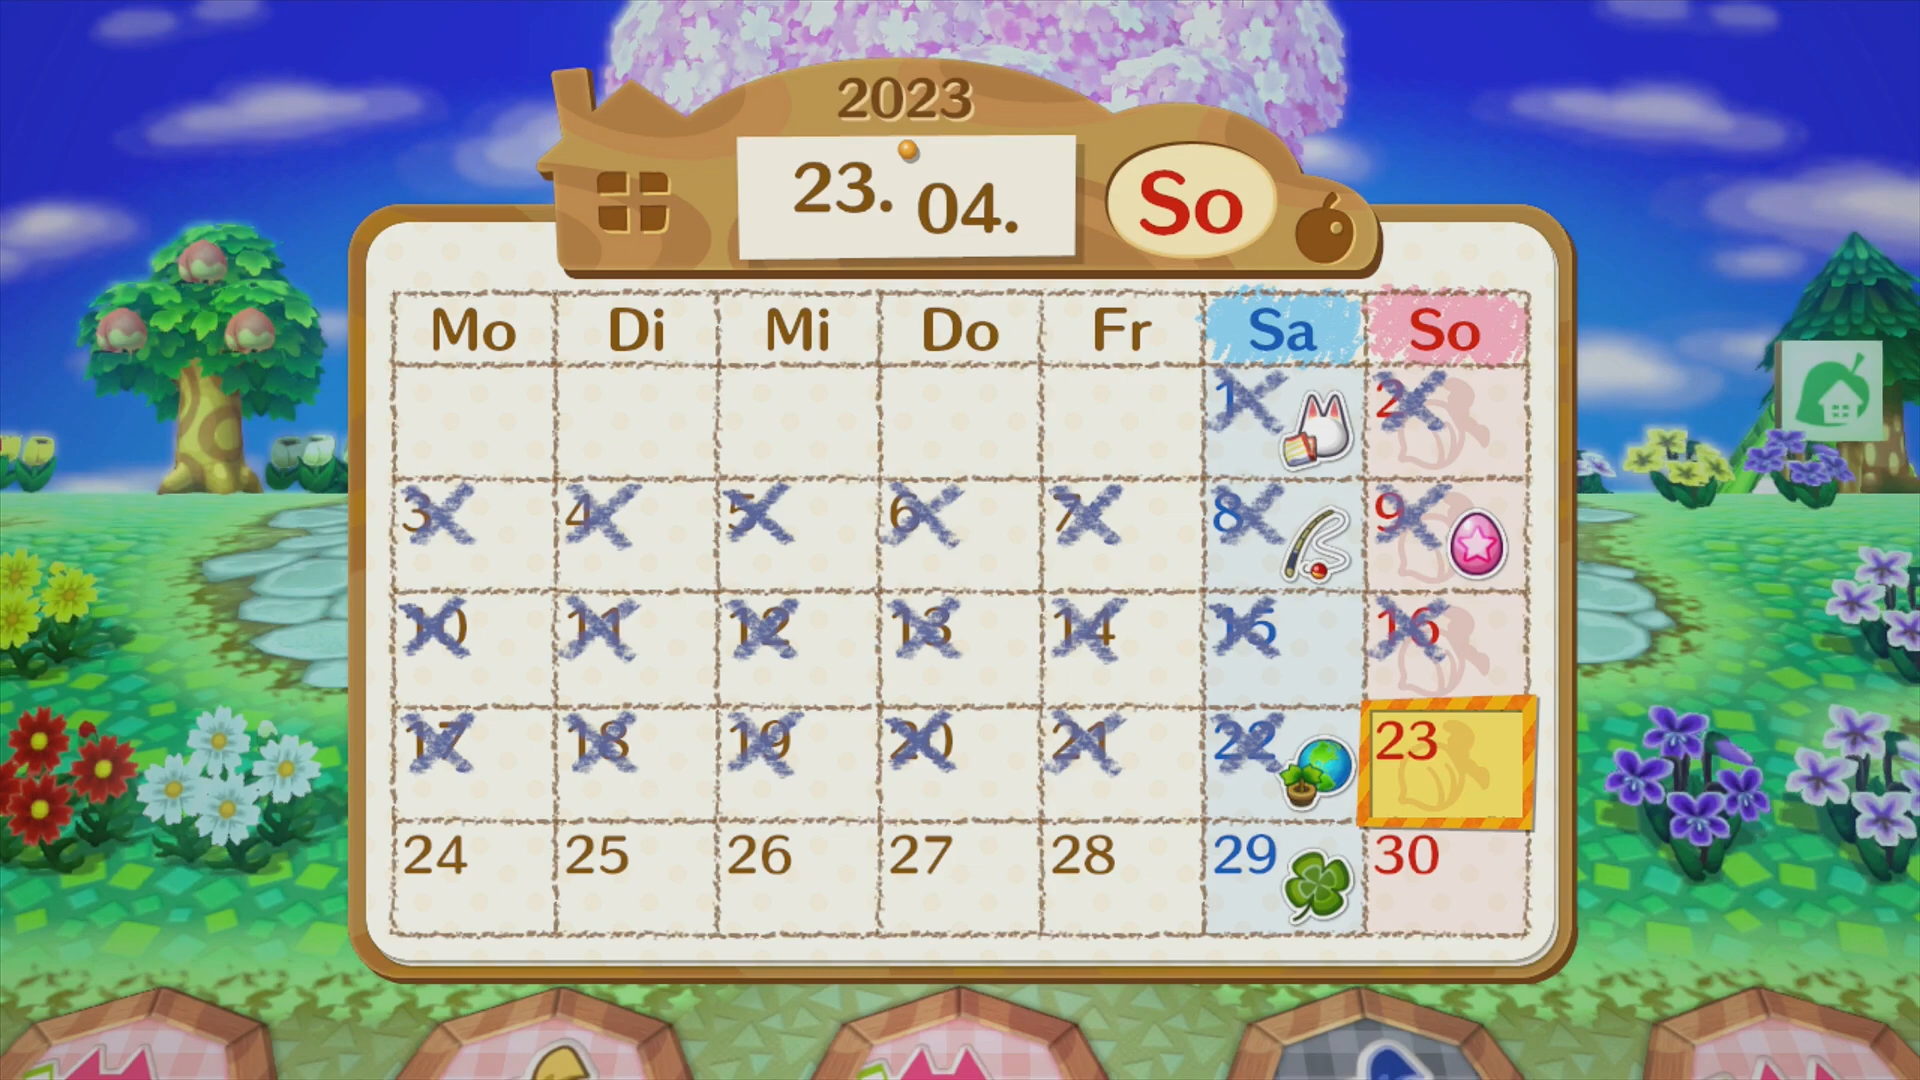 2023
23. 04. So
Mo Di Mi Do Fr Sa So
1 2
3 4 5 6 7 8 9
10 11 12 13 14 15 16
17 18 19 20 21 22 23
24 25 26 27 28 29 30